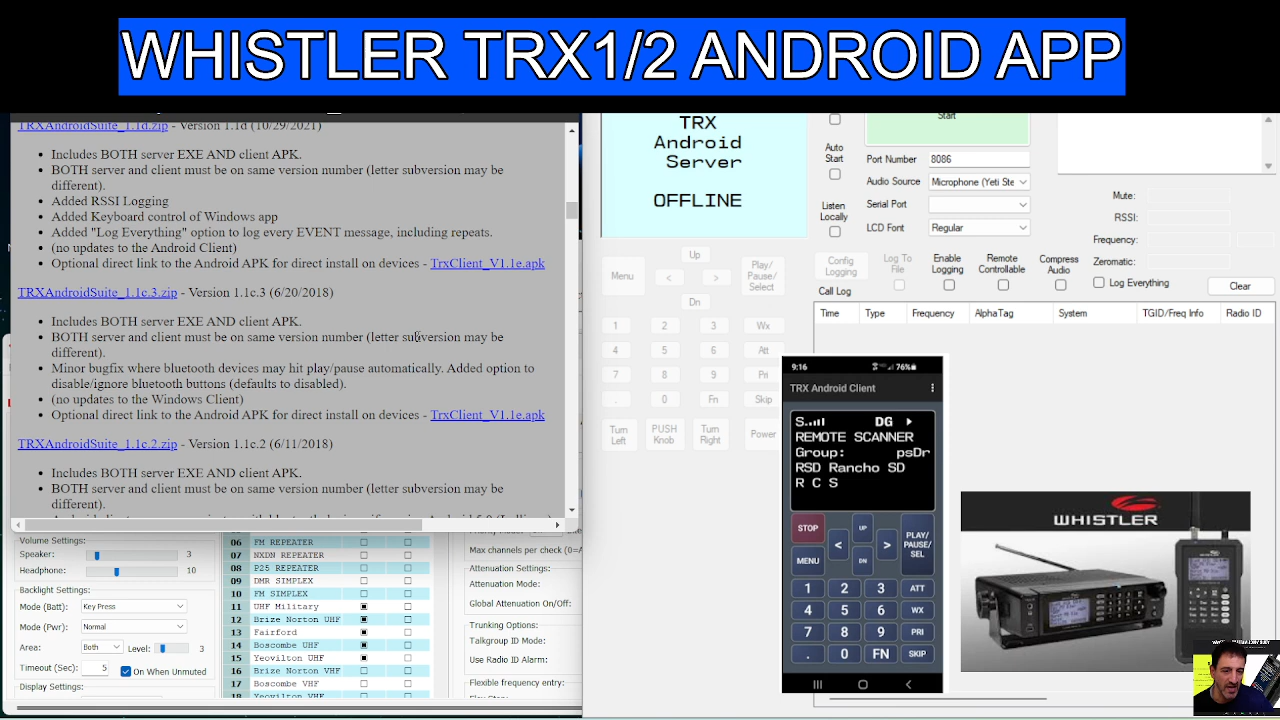 WHISTLER TRX1/2 ANDROID APP
TRXAndroidSuite_1.1d.zip - Version 1.1d (10/29/2021)
Includes BOTH server EXE AND client APK.
BOTH server and client must be on same version number (letter subversion may be
different).
Added RSSI Logging
Added Keyboard control of Windows app
Added "Log Everything" option to log every EVENT message, including repeats.
(no updates to the Android Client)
Optional direct link to the Android APK for direct install on devices - TrxClient_V1.1e.apk
TRXAndroidSuite_1.1c.3.zip - Version 1.1c.3 (6/20/2018)
Includes BOTH server EXE AND client APK.
BOTH server and client must be on same version number (letter subversion may be
different).
Minor bugfix where bluetooth devices may hit play/pause automatically. Added option to
disable/ignore bluetooth buttons (defaults to disabled).
(no updates to the Windows Client)
Optional direct link to the Android APK for direct install on devices - TrxClient_V1.1e.apk
TRXAndroidSuite_1.1c.2.zip - Version 1.1c.2 (6/11/2018)
Includes BOTH server EXE AND client APK.
BOTH server and client must be on same version number (letter subversion may be
different).
Volume Settings:
Speaker: 3
Headphone: 10
Backlight Settings:
Mode (Batt): Key Press
Mode (Pwr): Normal
Area: Both Level: 3
Timeout (Sec): 5 On When Unmuted
Display Settings:
06 FM REPEATER
07 NXDN REPEATER
08 P25 REPEATER
09 DMR SIMPLEX
10 FM SIMPLEX
11 UHF Military
12 Brize Norton UHF
13 Fairford
14 Boscombe UHF
15 Yeovilton UHF
16 Brize Norton VHF
17 Boscombe VHF
18 Yeovilton VHF
Max channels per check (0=/
Attenuation Settings:
Attenuation Mode:
Global Attenuation On/Off:
Trunking Options:
Talkgroup ID Mode:
Use Radio ID Alarm:
Flexible frequency entry:
TRX
Android
Server
OFFLINE
Menu
Up
<
>
Dn
Play/
Pause/
Select
1 2 3 Wx
4 5 6 Att
7 8 9 Pri
. 0 Fn Skip
Turn
Left
PUSH
Knob
Turn
Right
Power
Start
Auto
Start
Listen
Locally
Port Number 8086
Audio Source Microphone (Yeti Ste
Serial Port
LCD Font Regular
Mute:
RSSI:
Frequency:
Zeromatic:
Config
Logging
Log To
File
Enable
Logging
Remote
Controllable
Compress
Audio
Log Everything
Clear
Call Log
Time Type Frequency AlphaTag System TGID/Freq Info Radio ID
9:16 76%
TRX Android Client
S DG
REMOTE SCANNER
Group: psDr
RSD Rancho SD
R C S
STOP
UP
PLAY/
PAUSE/
SEL
<
>
MENU
DN
1 2 3 ATT
4 5 6 WX
7 8 9 PRI
. 0 FN SKIP
WHISTLER